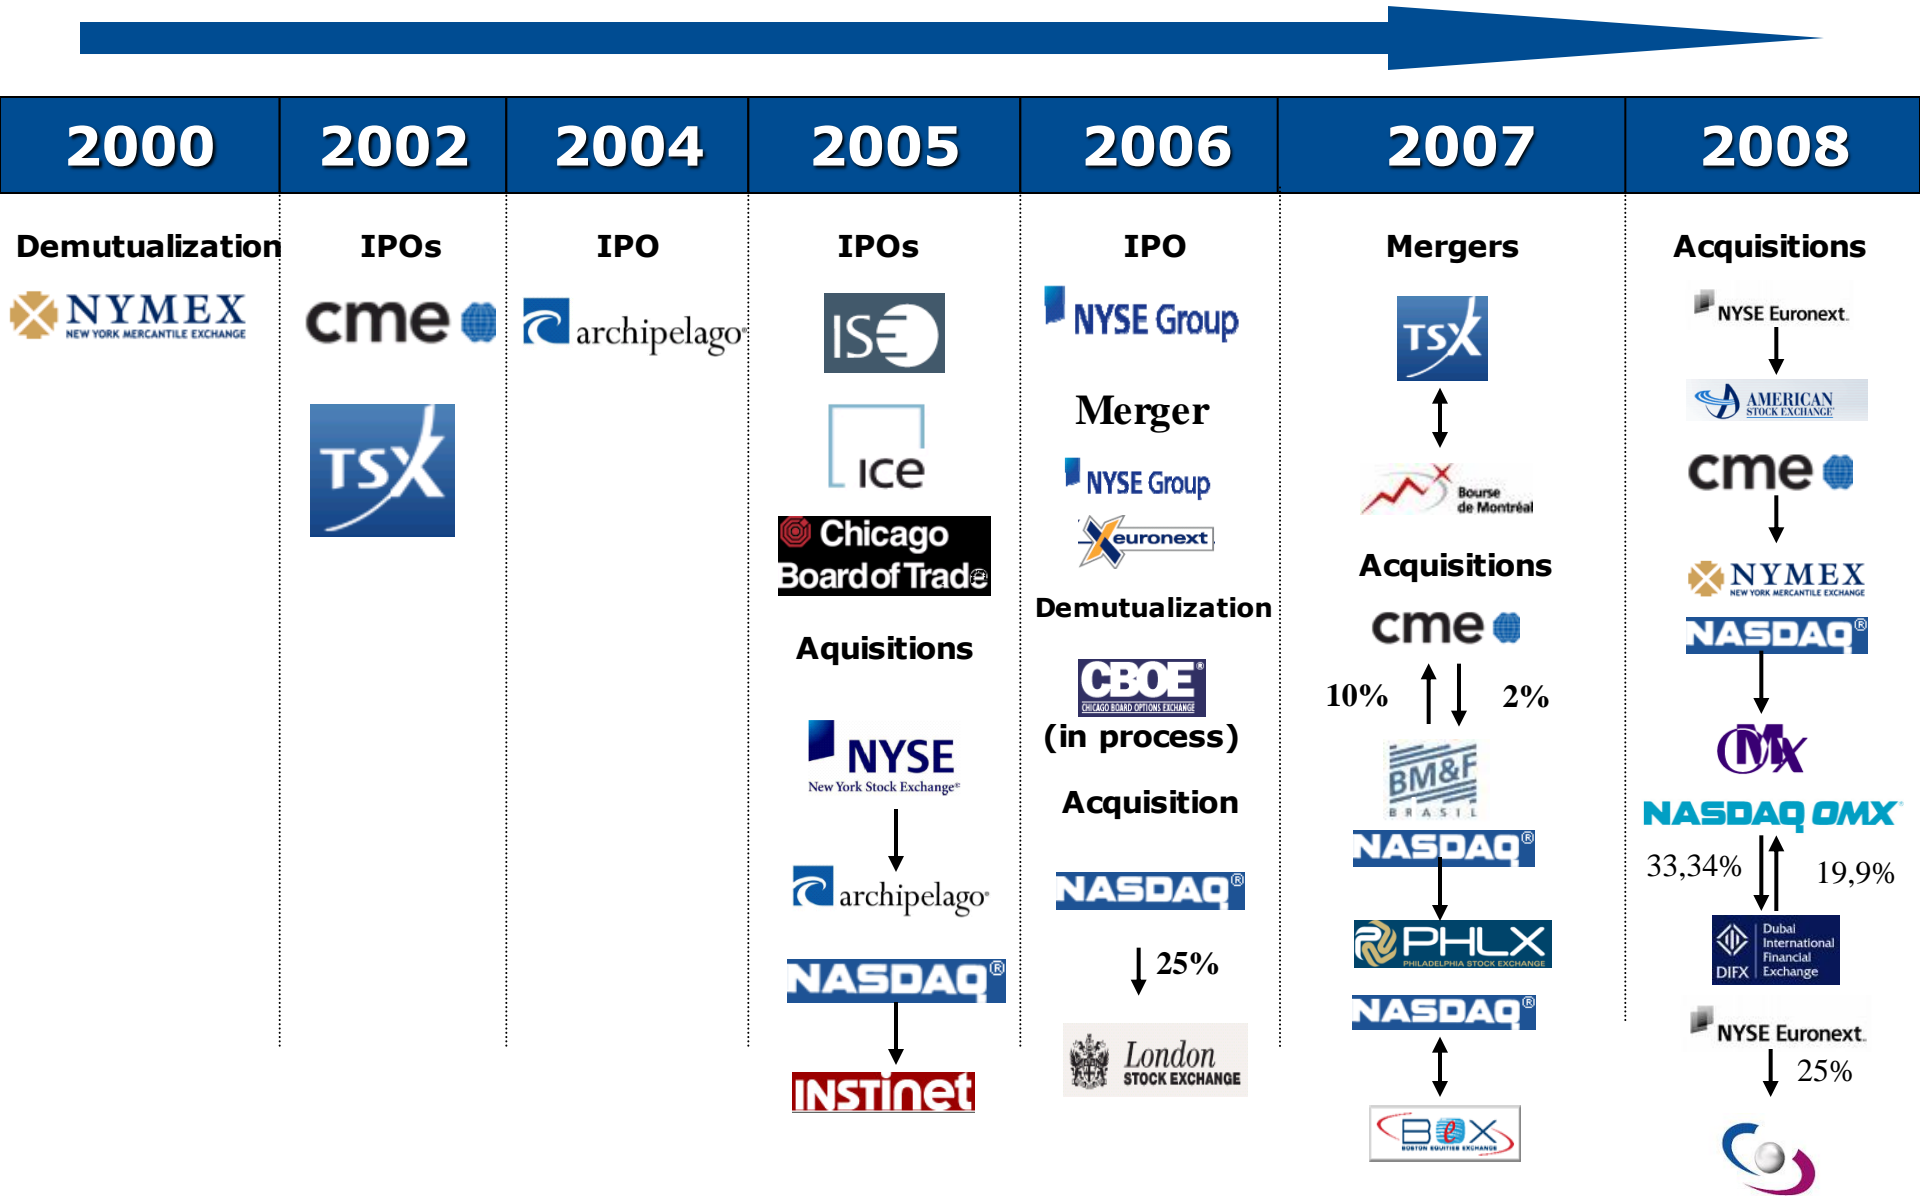 2000
2002
2004
2005
2006
2007
2008
Demutualization
NYMEX
NEW YORK MERCANTILE EXCHANGE
IPOs
cme
TSX
IPO
archipelago
IPOs
ISE
ICE
Chicago
Board of Trade
Aquisitions
NYSE
New York Stock Exchange®
archipelago
NASDAQ®
INSTINET
IPO
NYSE Group
Merger
NYSE Group
euronext
Demutualization
CBOE®
CHICAGO BOARD OPTIONS EXCHANGE
(in process)
Acquisition
NASDAQ®
25%
London
STOCK EXCHANGE
Mergers
TSX
Bourse
de Montréal
Acquisitions
cme
10%
2%
BM&F
BRASIL
NASDAQ®
PHLX
PHILADELPHIA STOCK EXCHANGE
NASDAQ®
BeX
BOSTON EQUITIES EXCHANGE
Acquisitions
NYSE Euronext.
AMERICAN
STOCK EXCHANGE
cme
NYMEX
NEW YORK MERCANTILE EXCHANGE
NASDAQ®
OMX
NASDAQ OMX
33,34%
19,9%
DIFX
Dubai
International
Financial
Exchange
NYSE Euronext.
25%